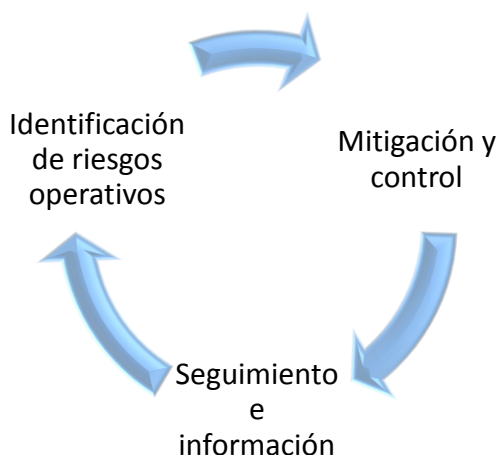 Identificación
de riesgos
operativos
Mitigación y
control
Seguimiento
e
información